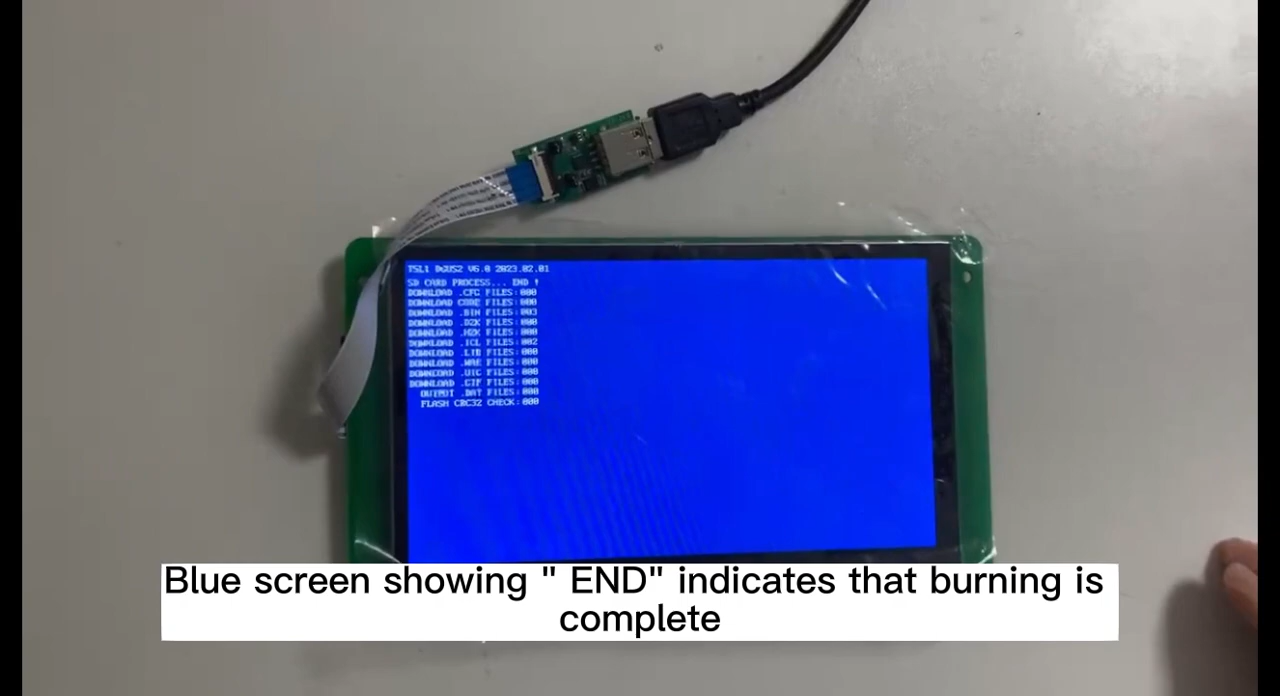 TSL1 DGUS2 V6.0 2023.02.01
SD CARD PROCESS... END !
DOWNLOAD .CFG FILES:000
DOWNLOAD CODE FILES:000
DOWNLOAD .BIN FILES:003
DOWNLOAD .DZK FILES:000
DOWNLOAD .HZK FILES:000
DOWNLOAD .ICL FILES:002
DOWNLOAD .LIB FILES:000
DOWNLOAD .WAE FILES:000
DOWNLOAD .UIC FILES:000
DOWNLOAD .GIF FILES:000
OUTPUT .DAT FILES:000
FLASH CRC32 CHECK:000
Blue screen showing " END" indicates that burning is
complete